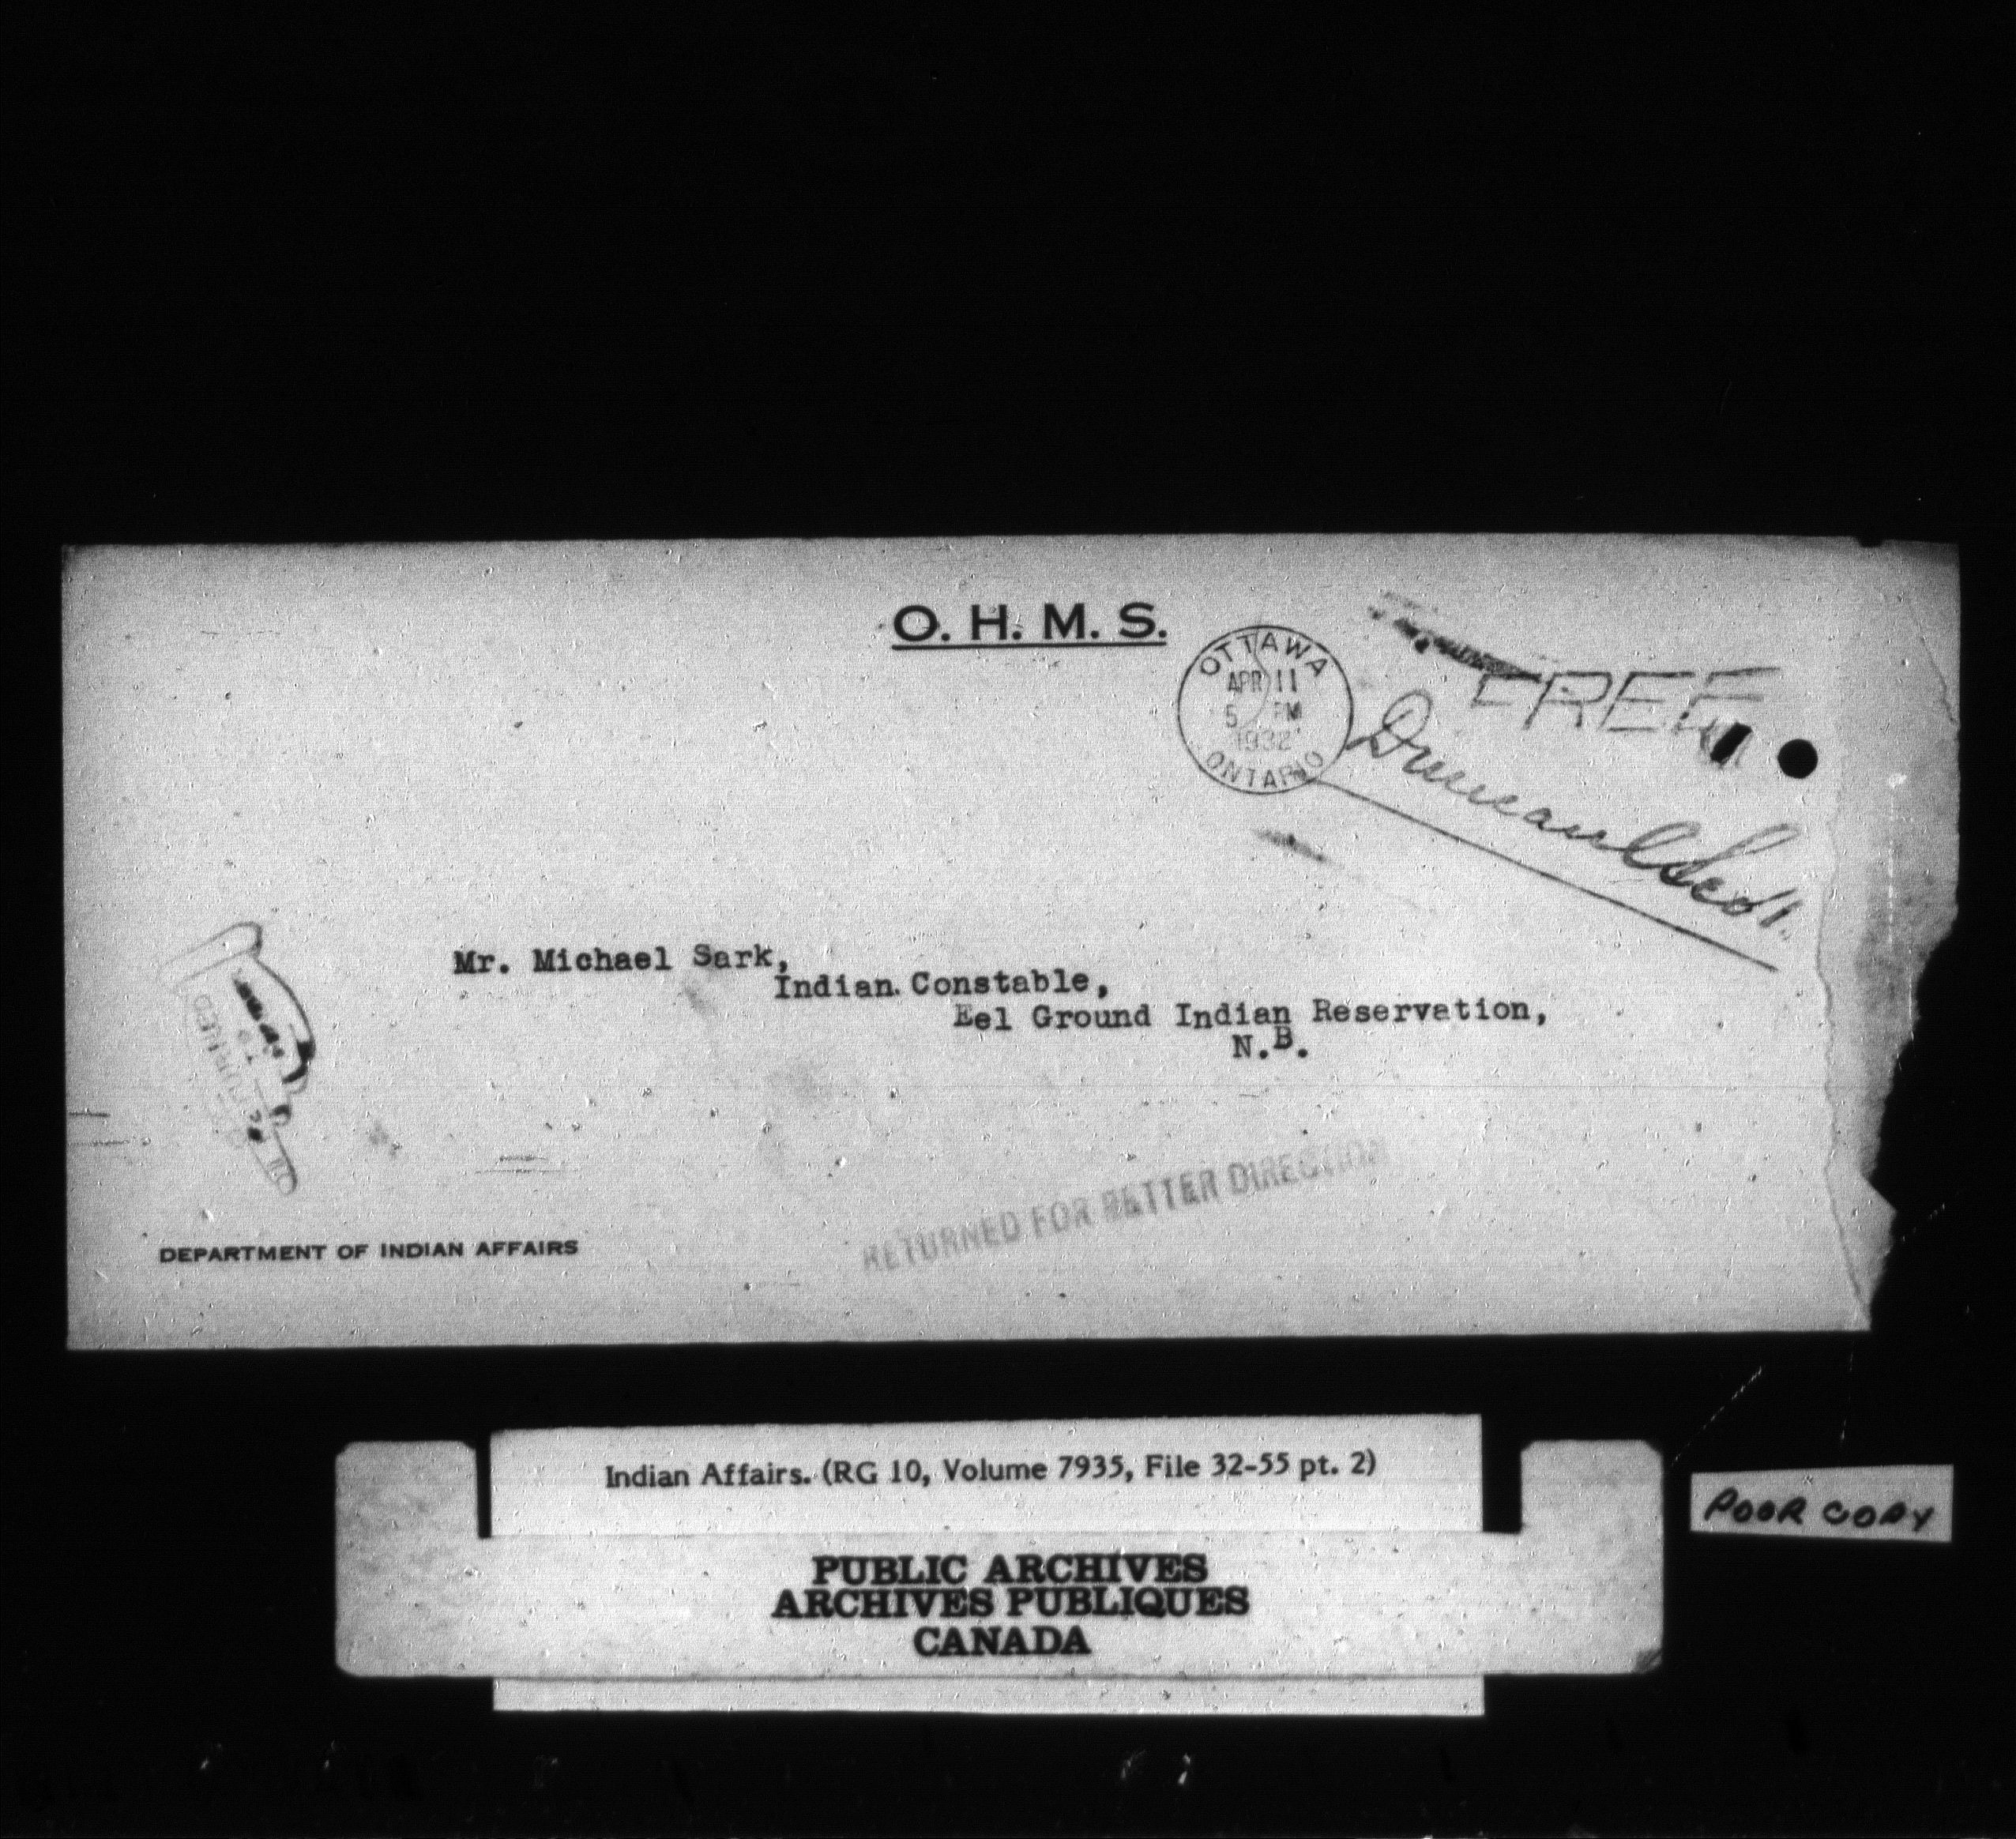 O. H. M. S.
OTTAWA
APR 11
5 PM
1932
ONTARIO
FREE
Duncan C Scott.
Mr. Michael Sark,
Indian Constable,
Eel Ground Indian Reservation,
N.B.
RETURNED FOR BETTER DIRECTION
DEPARTMENT OF INDIAN AFFAIRS
Indian Affairs. (RG 10, Volume 7935, File 32-55 pt. 2)
POOR COPY
PUBLIC ARCHIVES
ARCHIVES PUBLIQUES
CANADA